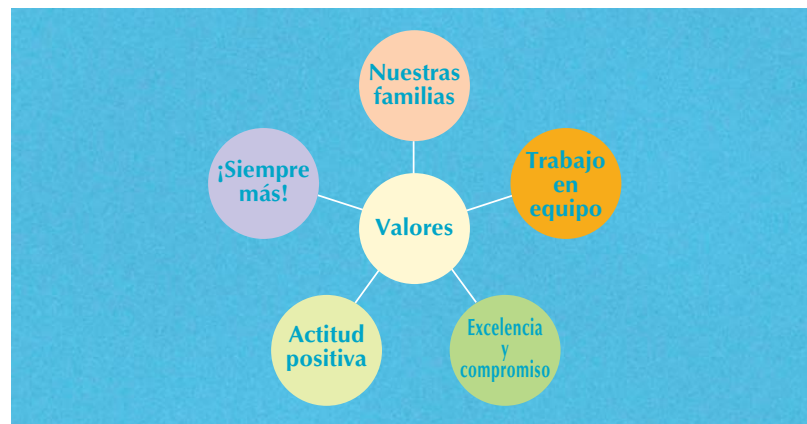 Nuestras
familias
¡Siempre
más!
Trabajo
en
equipo
Valores
Actitud
positiva
Excelencia
y
compromiso